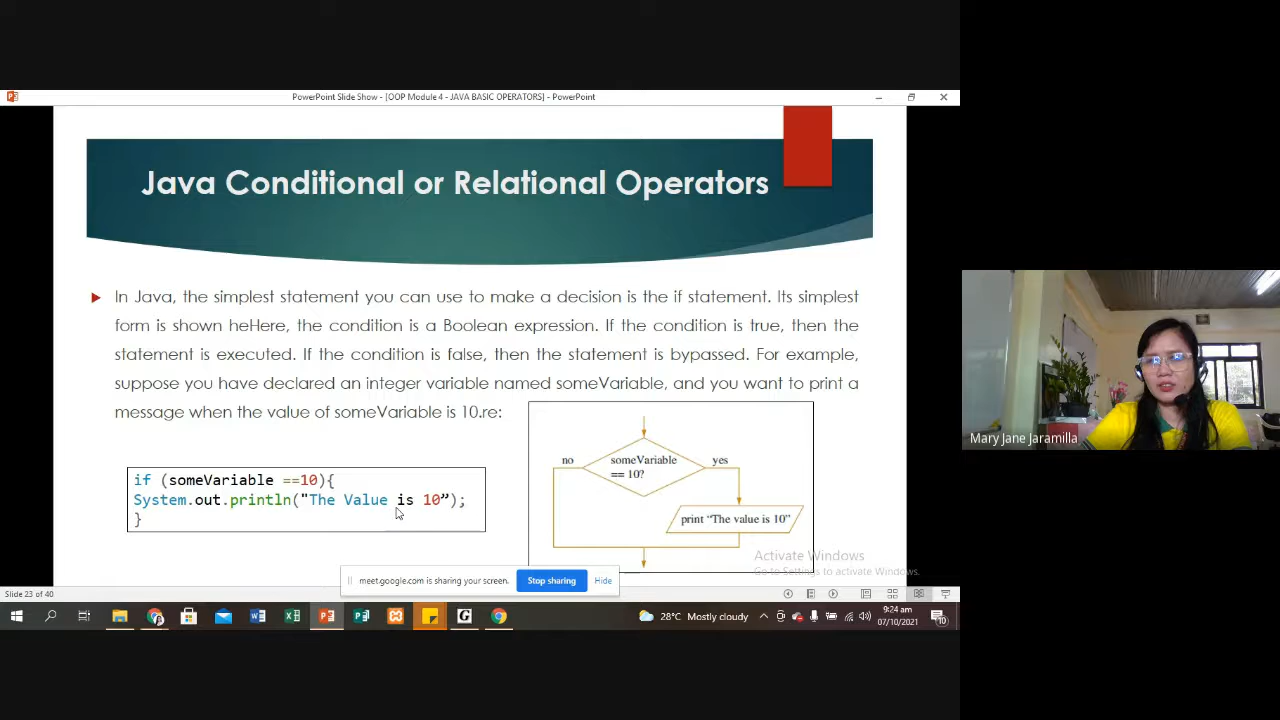 PowerPoint Slide Show - [OOP Module 4 - JAVA BASIC OPERATORS] - PowerPoint
Java Conditional or Relational Operators
In Java, the simplest statement you can use to make a decision is the if statement. Its simplest
form is shown heHere, the condition is a Boolean expression. If the condition is true, then the
statement is executed. If the condition is false, then the statement is bypassed. For example,
suppose you have declared an integer variable named someVariable, and you want to print a
message when the value of someVariable is 10.re:
if (someVariable ==10){
System.out.println("The Value is 10”);
}
no
someVariable
== 10?
yes
print “The value is 10”
Activate Windows
Go to Settings to activate Windows.
meet.google.com is sharing your screen.
Stop sharing
Hide
Slide 23 of 40
28°C Mostly cloudy
9:24 am
07/10/2021
10
Mary Jane Jaramilla